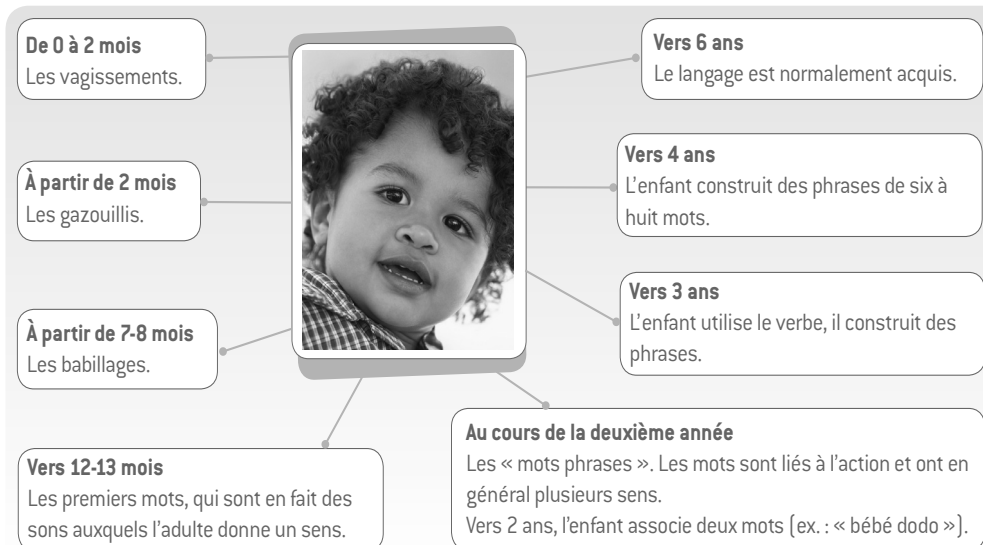 De 0 à 2 mois
Les vagissements.
À partir de 2 mois
Les gazouillis.
À partir de 7-8 mois
Les babillages.
Vers 12-13 mois
Les premiers mots, qui sont en fait des
sons auxquels l'adulte donne un sens.
Au cours de la deuxième année
Les « mots phrases ». Les mots sont liés à l'action et ont en
général plusieurs sens.
Vers 2 ans, l'enfant associe deux mots (ex. : « bébé dodo »).
Vers 3 ans
L'enfant utilise le verbe, il construit des
phrases.
Vers 4 ans
L'enfant construit des phrases de six à
huit mots.
Vers 6 ans
Le langage est normalement acquis.